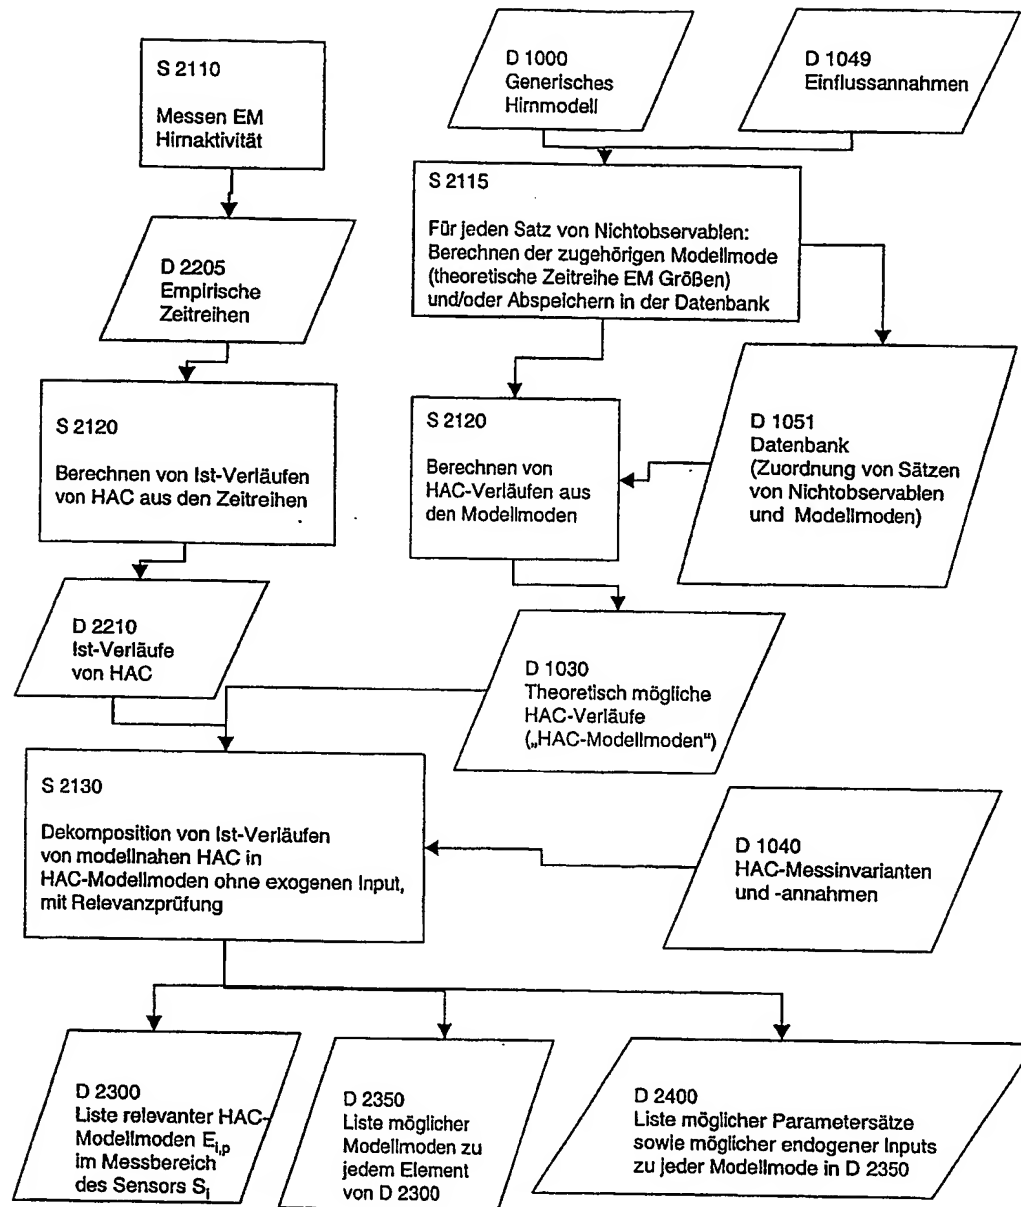 S 2110
Messen EM
Hirnaktivität
D 1000
Generisches
Hirnmodell
D 1049
Einflussannahmen
S 2115
Für jeden Satz von Nichtobservablen:
Berechnen der zugehörigen Modellmode
(theoretische Zeitreihe EM Größen)
und/oder Abspeichern in der Datenbank
D 2205
Empirische
Zeitreihen
S 2120
Berechnen von Ist-Verläufen
von HAC aus den Zeitreihen
S 2120
Berechnen von
HAC-Verläufen aus
den Modellmoden
D 1051
Datenbank
(Zuordnung von Sätzen
von Nichtobservablen
und Modellmoden)
D 2210
Ist-Verläufe
von HAC
D 1030
Theoretisch mögliche
HAC-Verläufe
(„HAC-Modellmoden“)
S 2130
Dekomposition von Ist-Verläufen
von modellnahen HAC in
HAC-Modellmoden ohne exogenen Input,
mit Relevanzprüfung
D 1040
HAC-Messinvarianten
und -annahmen
D 2300
Liste relevanter HAC-
Modellmoden E_{i,p}
im Messbereich
des Sensors S_i
D 2350
Liste möglicher
Modellmoden zu
jedem Element
von D 2300
D 2400
Liste möglicher Parametersätze
sowie möglicher endogener Inputs
zu jeder Modellmode in D 2350